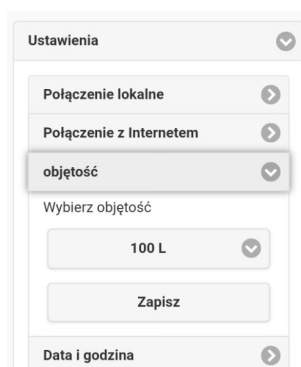 Ustawienia
Połączenie lokalne
Połączenie z Internetem
objętość
Wybierz objętość
100 L
Zapisz
Data i godzina